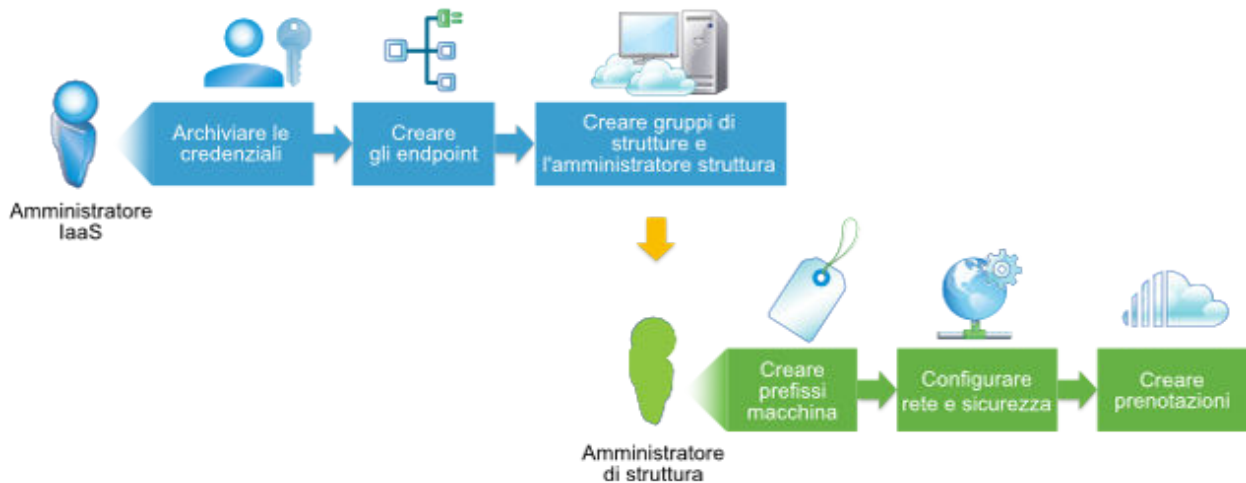 Archiviare le
credenziali
Creare
gli endpoint
Creare gruppi di
strutture e
l'amministratore struttura
Amministratore
IaaS
Creare
prefissi
macchina
Configurare
rete e sicurezza
Creare
prenotazioni
Amministratore
di struttura